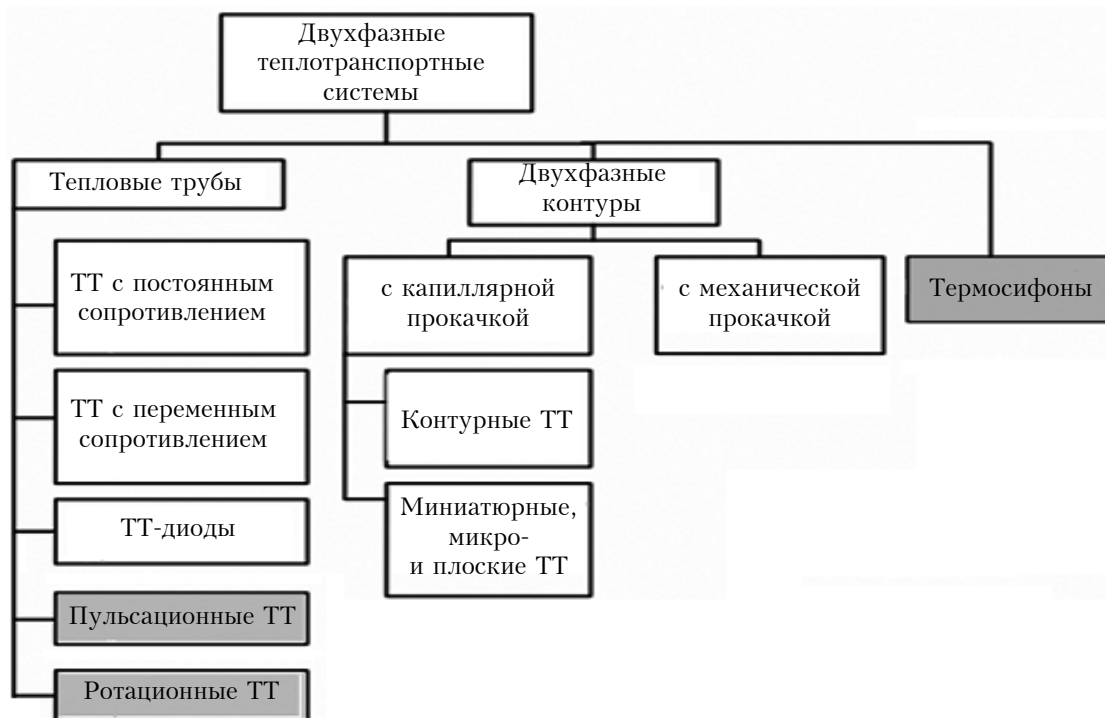 Двухфазные
теплотранспортные
системы
Тепловые трубы
Двухфазные
контуры
ТТ с постоянным
сопротивлением
с капиллярной
прокачкой
с механической
прокачкой
Термосифоны
ТТ с переменным
сопротивлением
Контурные ТТ
ТТ-диоды
Миниатюрные,
микро-
и плоские ТТ
Пульсационные ТТ
Ротационные ТТ